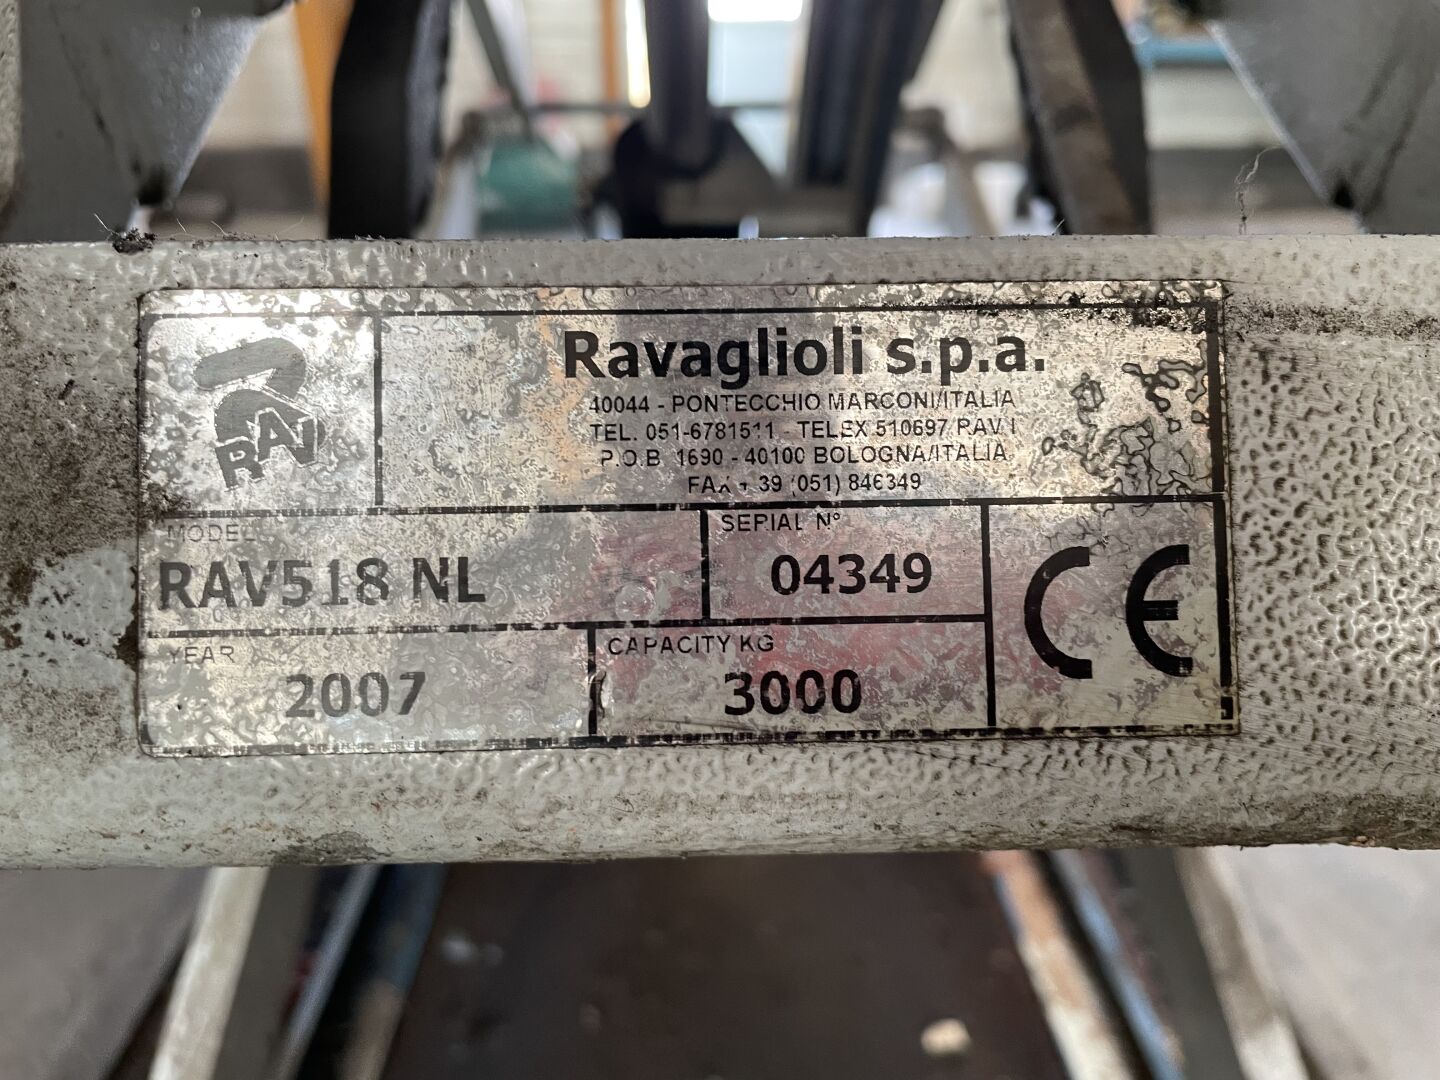 RAV
Ravaglioli s.p.a.
40044 - PONTECCHIO MARCONI/ITALIA
TEL. 051-6781511 - TELEX 510697 RAV I
P.O.B. 1690 - 40100 BOLOGNA/ITALIA
FAX + 39 (051) 846349
MODEL
RAV518 NL
SERIAL N°
04349
YEAR
2007
CAPACITY KG
3000
CE